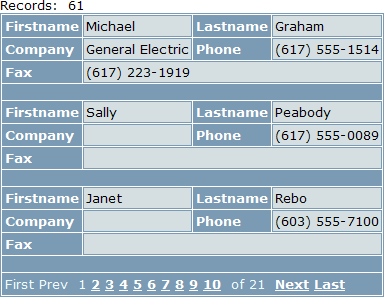 Records: 61
Firstname Michael Lastname Graham
Company General Electric Phone (617) 555-1514
Fax (617) 223-1919
Firstname Sally Lastname Peabody
Company Phone (617) 555-0089
Fax
Firstname Janet Lastname Rebo
Company Phone (603) 555-7100
Fax
First Prev 1 2 3 4 5 6 7 8 9 10 of 21 Next Last